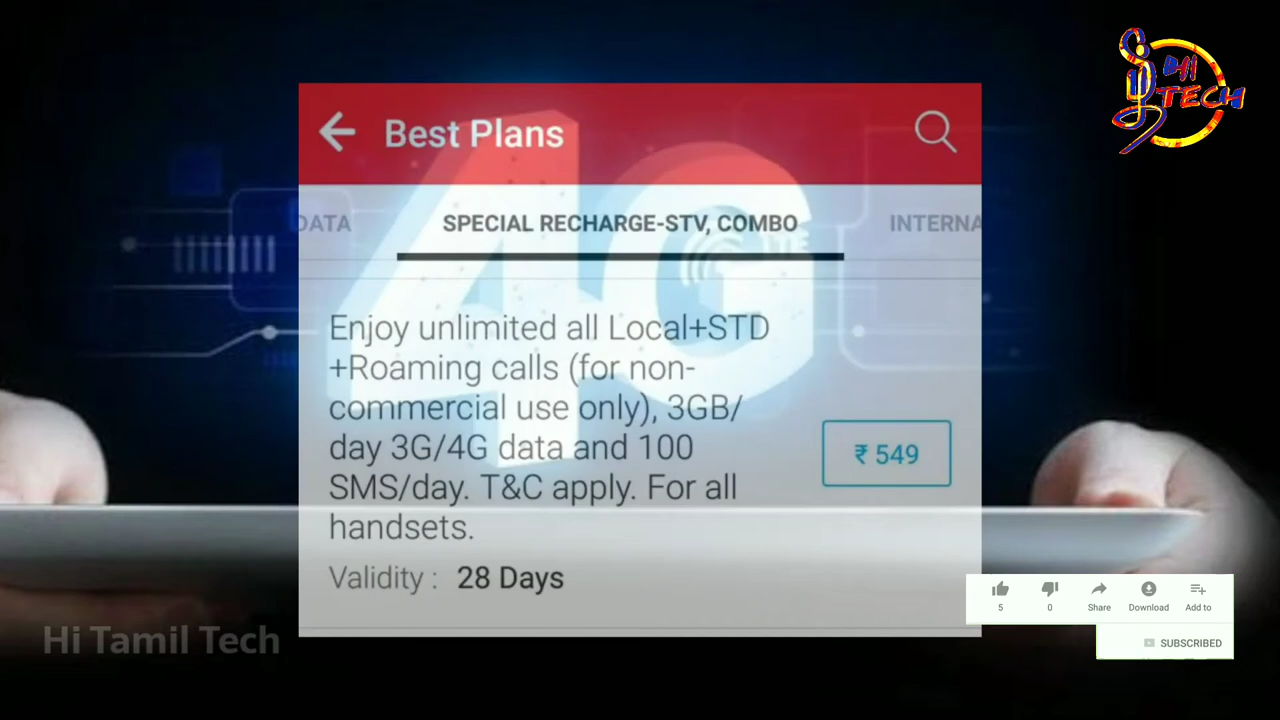 HI
TECH
Best Plans
DATA
SPECIAL RECHARGE-STV, COMBO
INTERNA
4G
LTE
Enjoy unlimited all Local+STD
+Roaming calls (for non-
commercial use only), 3GB/
day 3G/4G data and 100
SMS/day. T&C apply. For all
handsets.
₹ 549
Validity : 28 Days
5
0
Share
Download
Add to
SUBSCRIBED
Hi Tamil Tech